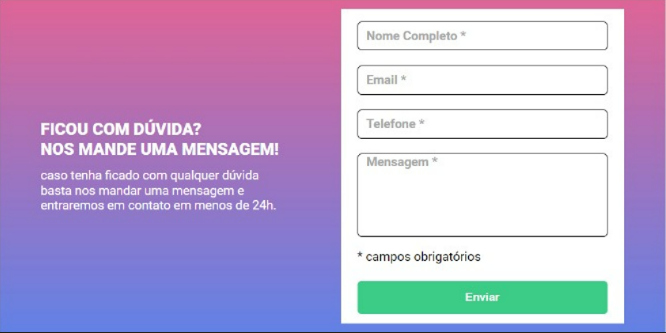 FICOU COM DÚVIDA?
NOS MANDE UMA MENSAGEM!
caso tenha ficado com qualquer dúvida
basta nos mandar uma mensagem e
entraremos em contato em menos de 24h.
Nome Completo *
Email *
Telefone *
Mensagem *
* campos obrigatórios
Enviar